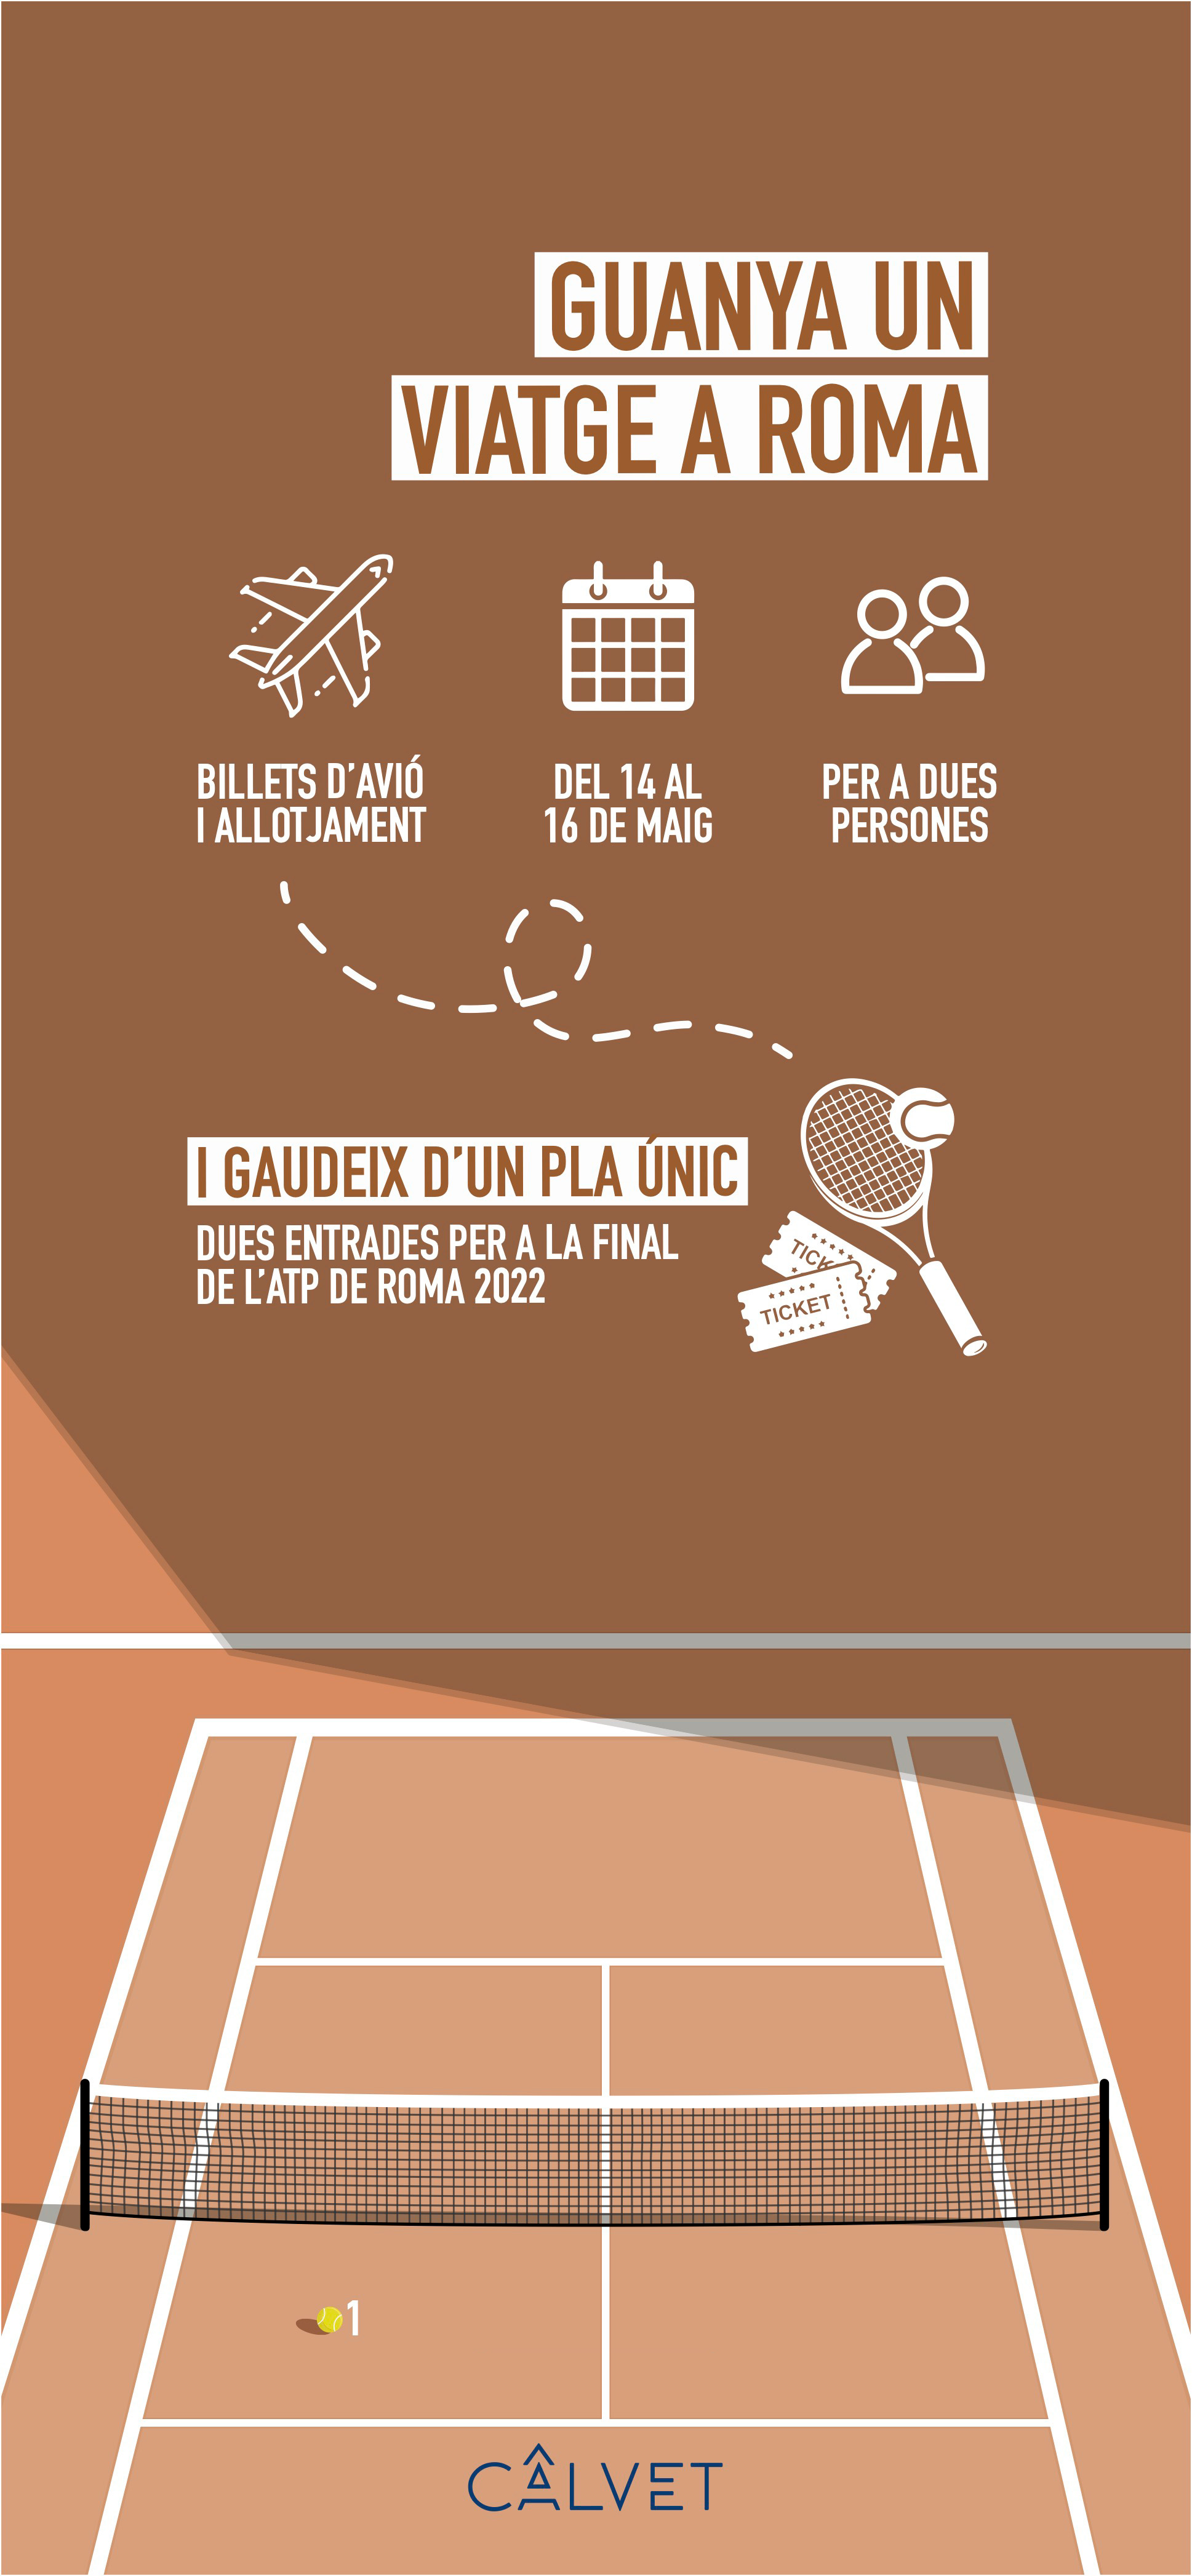 GUANYA UN
VIATGE A ROMA
BILLETS D'AVIÓ
I ALLOTJAMENT
DEL 14 AL
16 DE MAIG
PER A DUES
PERSONES
I GAUDEIX D'UN PLA ÚNIC
DUES ENTRADES PER A LA FINAL
DE L'ATP DE ROMA 2022
TICK
TICKET
1
CÂLVET